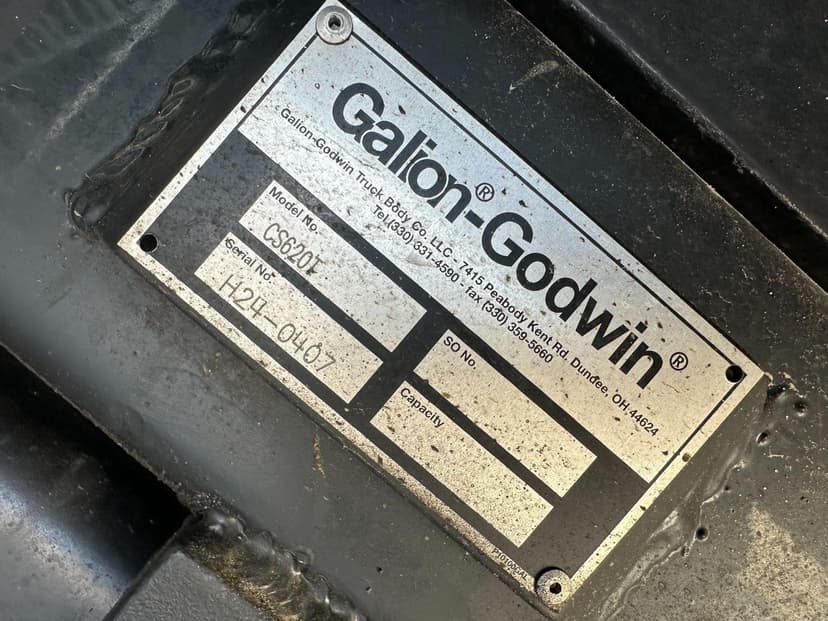 Galion®-Godwin®
Galion-Godwin Truck Body Co. LLC - 7415 Peabody Kent Rd. Dundee, OH 44624
Tel.(330) 331-4590 - fax (330) 359-5660
Model No.
CS620T
Serial No.
H24-0407
SO No.
Capacity